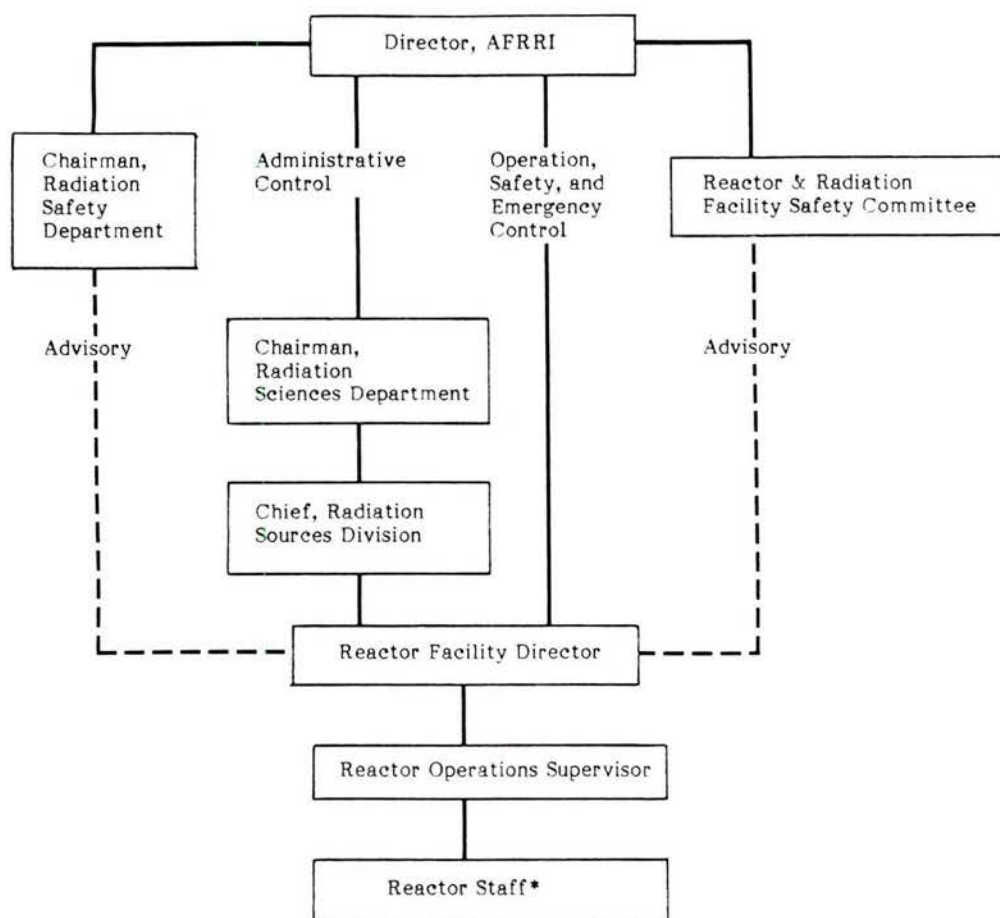 Director, AFRRI
Chairman,
Radiation
Safety
Department
Administrative
Control
Operation,
Safety, and
Emergency
Control
Reactor & Radiation
Facility Safety Committee
Advisory
Chairman,
Radiation
Sciences Department
Advisory
Chief, Radiation
Sources Division
Reactor Facility Director
Reactor Operations Supervisor
Reactor Staff*